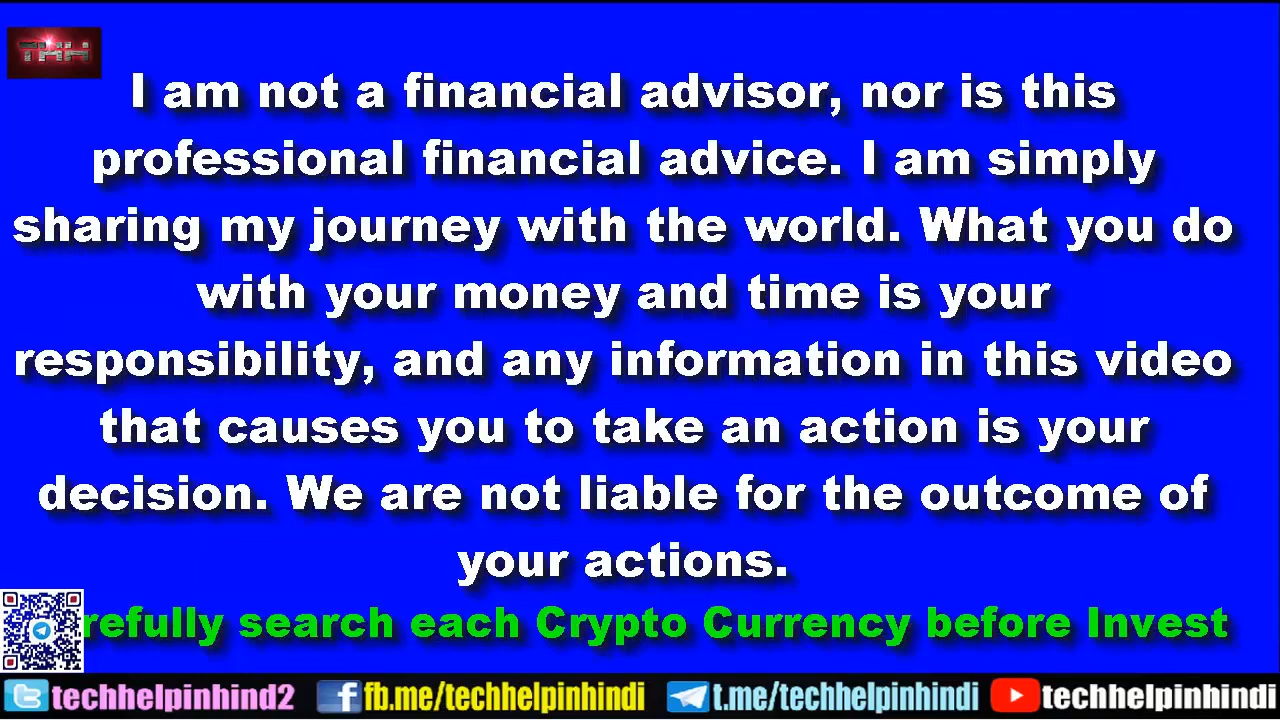 THH
I am not a financial advisor, nor is this
professional financial advice. I am simply
sharing my journey with the world. What you do
with your money and time is your
responsibility, and any information in this video
that causes you to take an action is your
decision. We are not liable for the outcome of
your actions.
refully search each Crypto Currency before Invest
techhelpinhind2 fb.me/techhelpinhindi t.me/techhelpinhindi techhelpinhindi